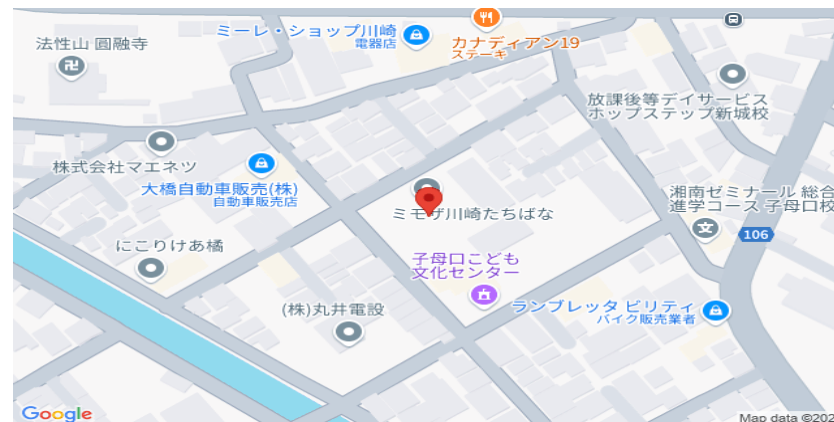 ミーレ・ショップ川崎
電器店
カナディアン19
ステーキ
法性山 圓融寺
放課後等デイサービス
ホップステップ新城校
株式会社マエネツ
大橋自動車販売(株)
自動車販売店
ミモザ川崎たちばな
湘南ゼミナール 総合
進学コース 子母口校
文
106
にこりけあ橘
子母口こども
文化センター
(株)丸井電設
ランブレッタ ビリティ
バイク販売業者
Google
Map data ©202